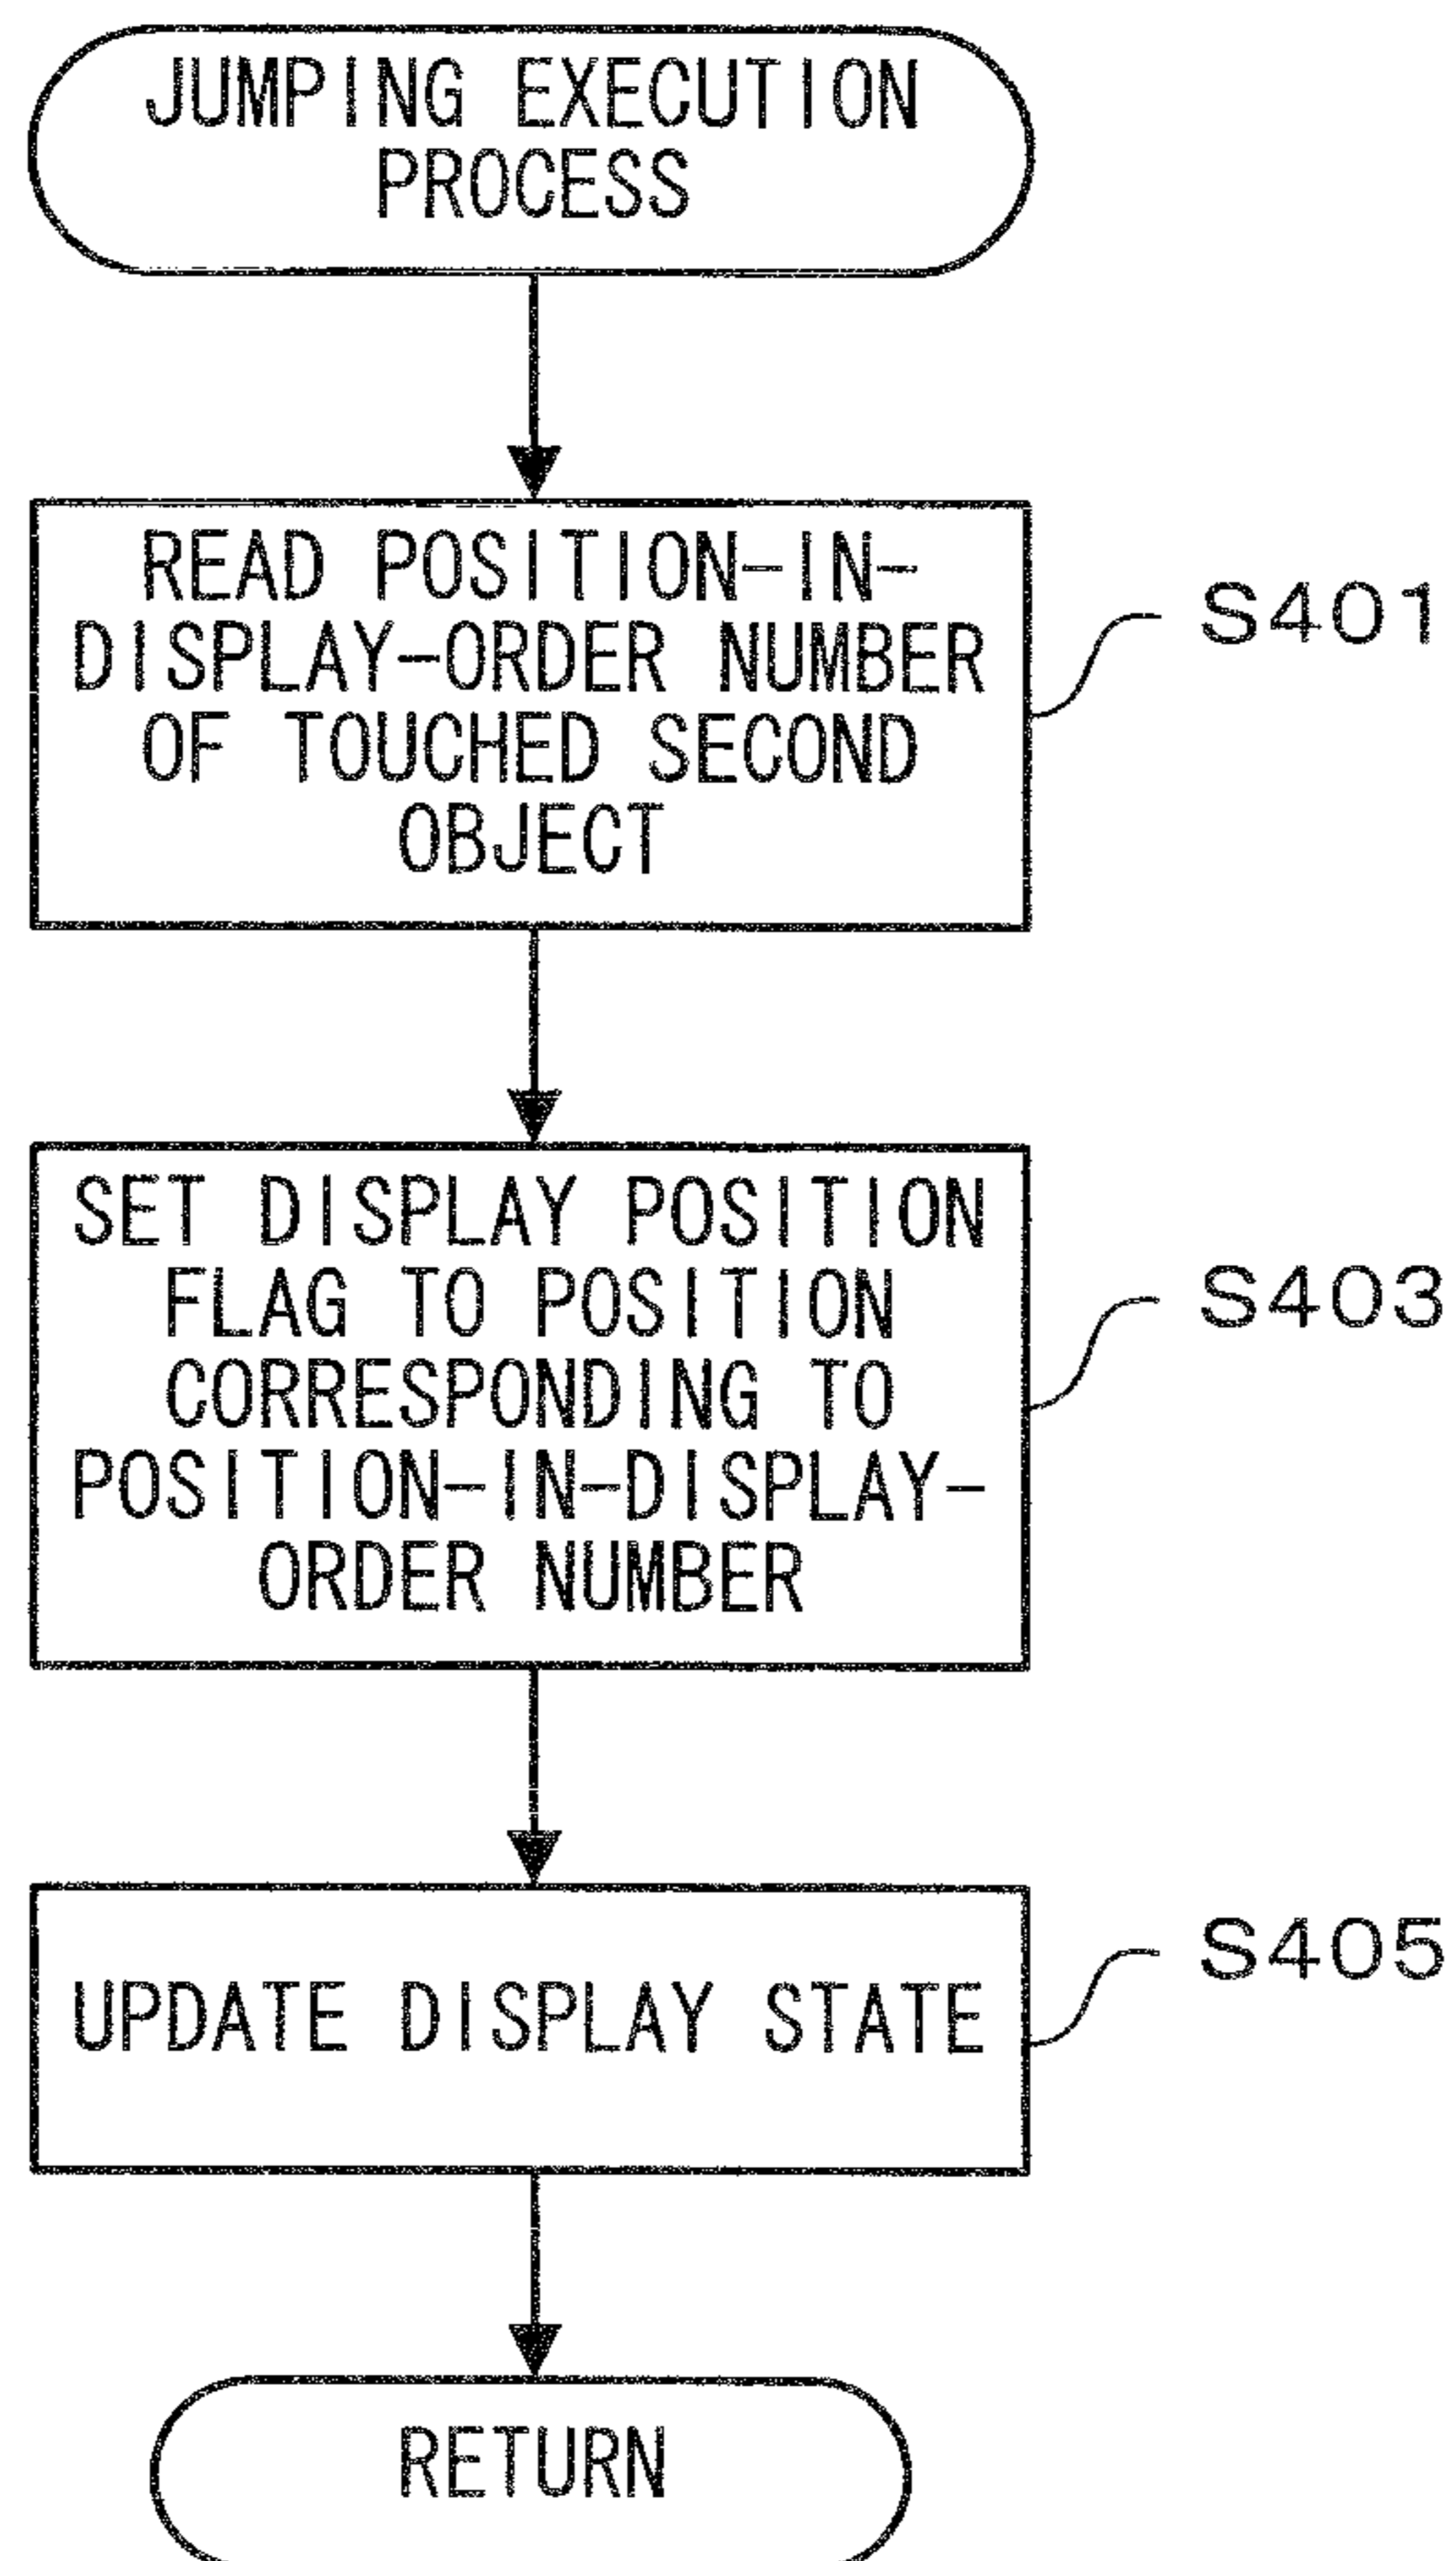 JUMPING EXECUTION
PROCESS
READ POSITION-IN-
DISPLAY-ORDER NUMBER
OF TOUCHED SECOND
OBJECT
S401
SET DISPLAY POSITION
FLAG TO POSITION
CORRESPONDING TO
POSITION-IN-DISPLAY-
ORDER NUMBER
S403
UPDATE DISPLAY STATE
S405
RETURN